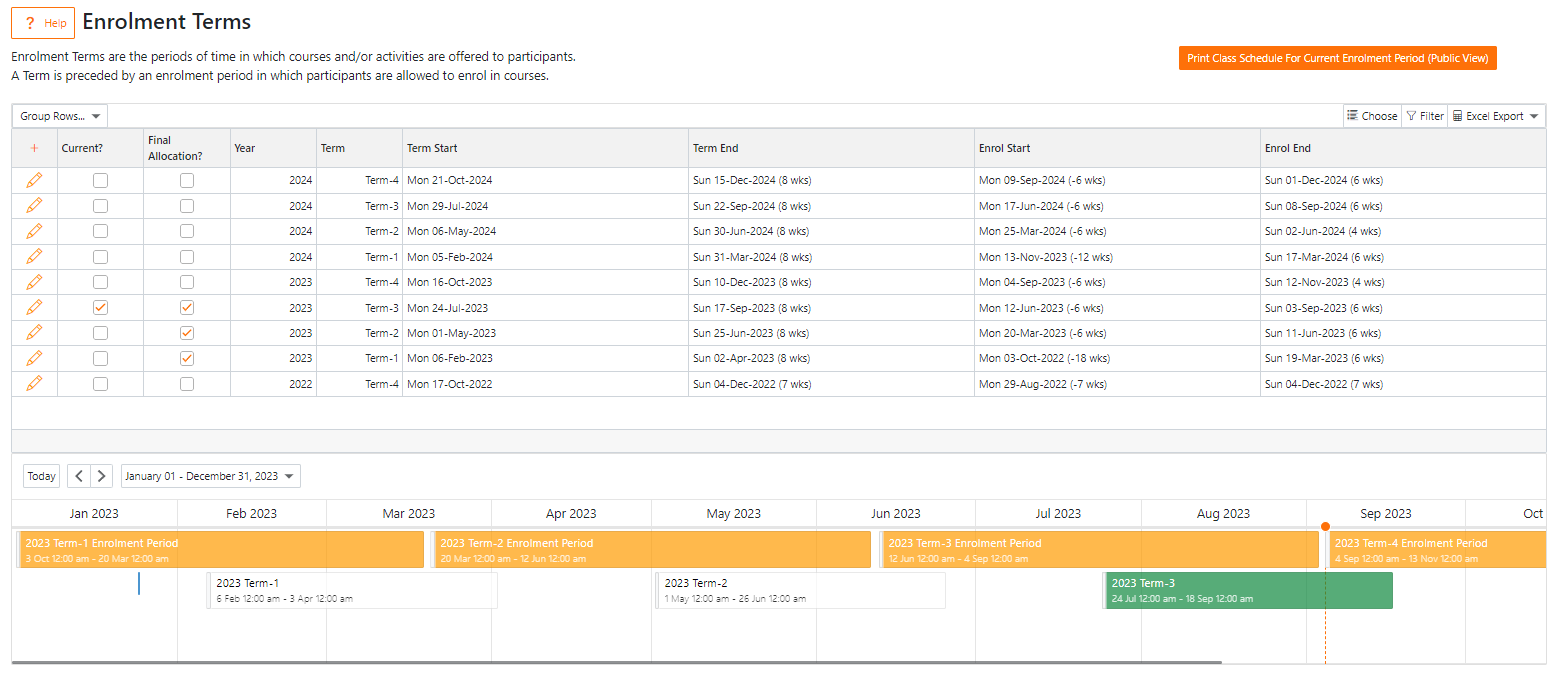 ? Help Enrolment Terms
Enrolment Terms are the periods of time in which courses and/or activities are offered to participants.
A Term is preceded by an enrolment period in which participants are allowed to enrol in courses.
Print Class Schedule For Current Enrolment Period (Public View)
Group Rows... Choose Filter Excel Export
+ Current? Final Allocation? Year Term Term Start Term End Enrol Start Enrol End
2024 Term-4 Mon 21-Oct-2024 Sun 15-Dec-2024 (8 wks) Mon 09-Sep-2024 (-6 wks) Sun 01-Dec-2024 (6 wks)
2024 Term-3 Mon 29-Jul-2024 Sun 22-Sep-2024 (8 wks) Mon 17-Jun-2024 (-6 wks) Sun 08-Sep-2024 (6 wks)
2024 Term-2 Mon 06-May-2024 Sun 30-Jun-2024 (8 wks) Mon 25-Mar-2024 (-6 wks) Sun 02-Jun-2024 (4 wks)
2024 Term-1 Mon 05-Feb-2024 Sun 31-Mar-2024 (8 wks) Mon 13-Nov-2023 (-12 wks) Sun 17-Mar-2024 (6 wks)
2023 Term-4 Mon 16-Oct-2023 Sun 10-Dec-2023 (8 wks) Mon 04-Sep-2023 (-6 wks) Sun 12-Nov-2023 (4 wks)
2023 Term-3 Mon 24-Jul-2023 Sun 17-Sep-2023 (8 wks) Mon 12-Jun-2023 (-6 wks) Sun 03-Sep-2023 (6 wks)
2023 Term-2 Mon 01-May-2023 Sun 25-Jun-2023 (8 wks) Mon 20-Mar-2023 (-6 wks) Sun 11-Jun-2023 (6 wks)
2023 Term-1 Mon 06-Feb-2023 Sun 02-Apr-2023 (8 wks) Mon 03-Oct-2022 (-18 wks) Sun 19-Mar-2023 (6 wks)
2022 Term-4 Mon 17-Oct-2022 Sun 04-Dec-2022 (7 wks) Mon 29-Aug-2022 (-7 wks) Sun 04-Dec-2022 (7 wks)
Today January 01 - December 31, 2023
Jan 2023 Feb 2023 Mar 2023 Apr 2023 May 2023 Jun 2023 Jul 2023 Aug 2023 Sep 2023 Oct
2023 Term-1 Enrolment Period 2023 Term-2 Enrolment Period 2023 Term-3 Enrolment Period 2023 Term-4 Enrolment Period
3 Oct 12:00 am - 20 Mar 12:00 am 20 Mar 12:00 am - 12 Jun 12:00 am 12 Jun 12:00 am - 4 Sep 12:00 am 4 Sep 12:00 am - 13 Nov 12:00 am
2023 Term-1 2023 Term-2 2023 Term-3
6 Feb 12:00 am - 3 Apr 12:00 am 1 May 12:00 am - 26 Jun 12:00 am 24 Jul 12:00 am - 18 Sep 12:00 am